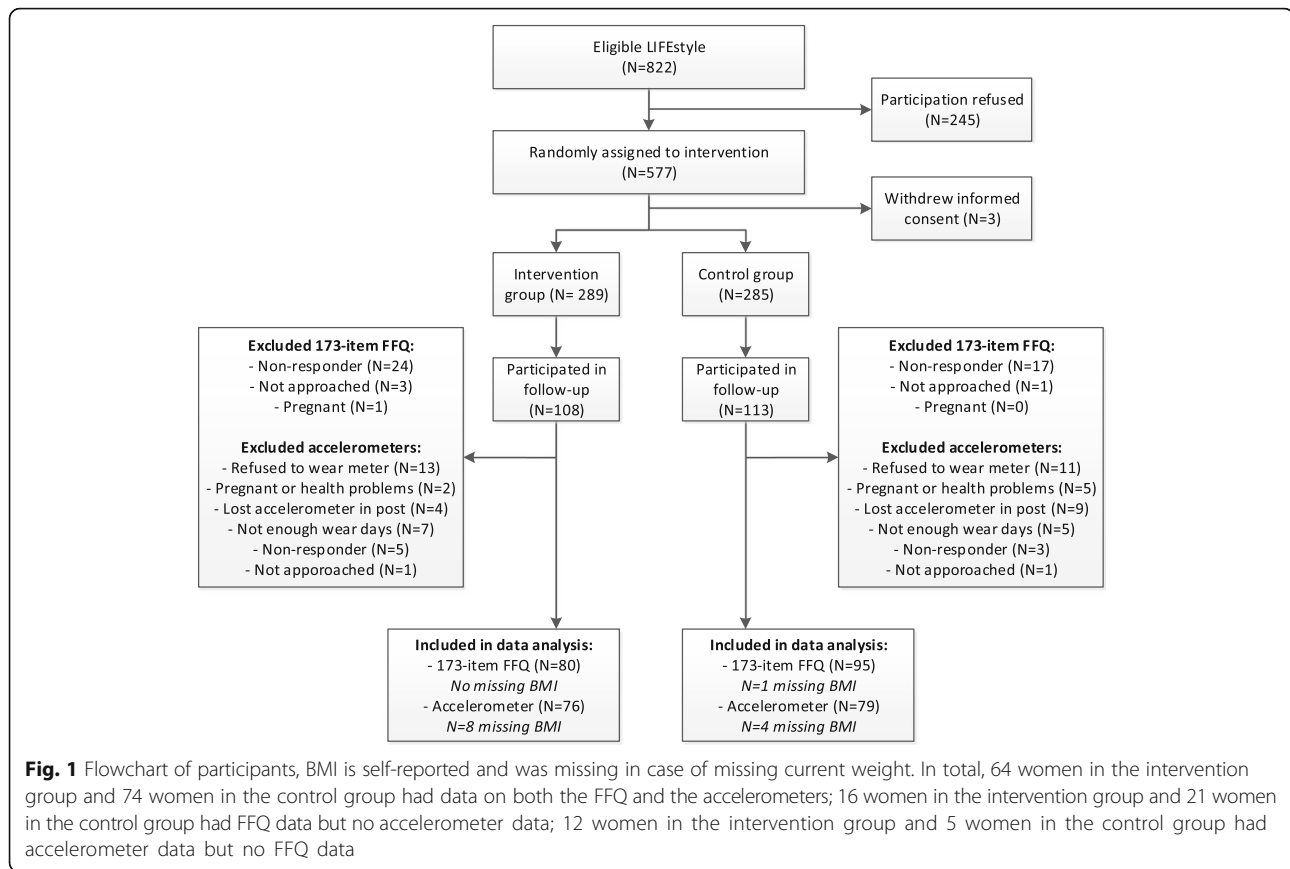 Eligible LIFEstyle
(N=822)
Participation refused
(N=245)
Randomly assigned to intervention
(N=577)
Withdrew informed
consent (N=3)
Intervention
group (N= 289)
Control group
(N=285)
Excluded 173-item FFQ:
- Non-responder (N=24)
- Not approached (N=3)
- Pregnant (N=1)
Excluded accelerometers:
- Refused to wear meter (N=13)
- Pregnant or health problems (N=2)
- Lost accelerometer in post (N=4)
- Not enough wear days (N=7)
- Non-responder (N=5)
- Not apporoached (N=1)
Participated in
follow-up
(N=108)
Participated in
follow-up
(N=113)
Excluded 173-item FFQ:
- Non-responder (N=17)
- Not approached (N=1)
- Pregnant (N=0)
Excluded accelerometers:
- Refused to wear meter (N=11)
- Pregnant or health problems (N=5)
- Lost accelerometer in post (N=9)
- Not enough wear days (N=5)
- Non-responder (N=3)
- Not apporoached (N=1)
Included in data analysis:
- 173-item FFQ (N=80)
No missing BMI
- Accelerometer (N=76)
N=8 missing BMI
Included in data analysis:
- 173-item FFQ (N=95)
N=1 missing BMI
- Accelerometer (N=79)
N=4 missing BMI
Fig. 1 Flowchart of participants, BMI is self-reported and was missing in case of missing current weight. In total, 64 women in the intervention
group and 74 women in the control group had data on both the FFQ and the accelerometers; 16 women in the intervention group and 21 women
in the control group had FFQ data but no accelerometer data; 12 women in the intervention group and 5 women in the control group had
accelerometer data but no FFQ data